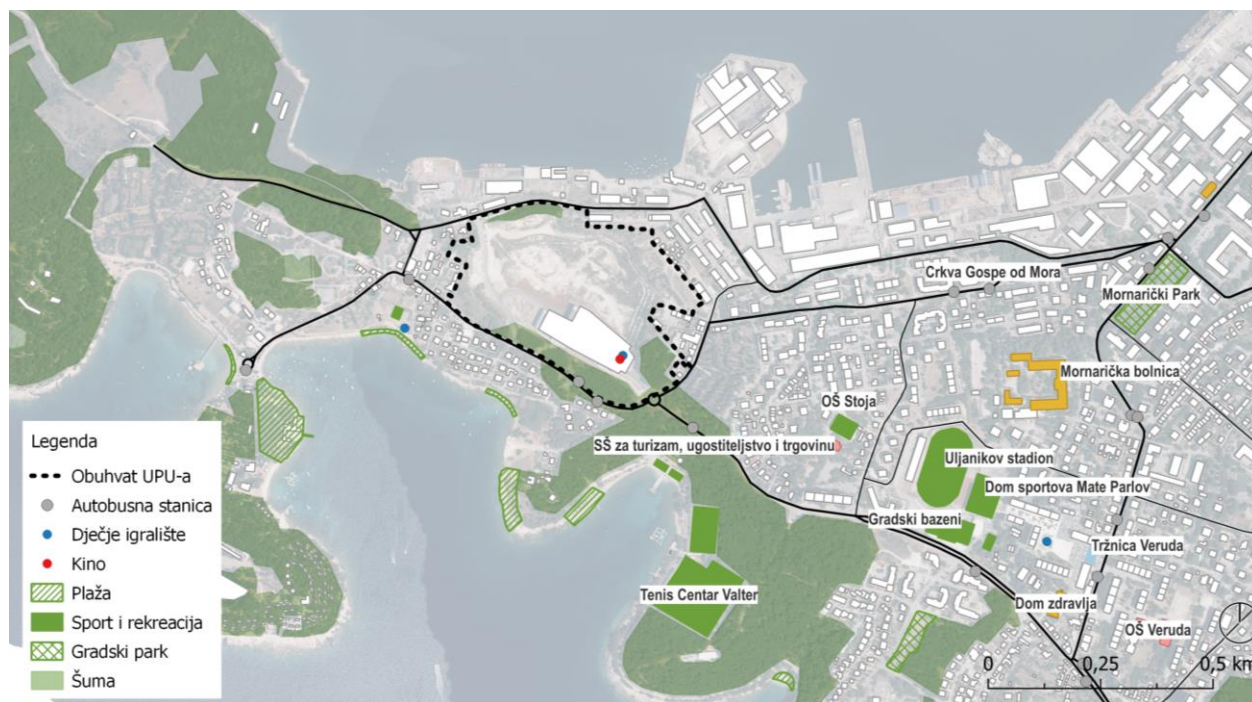 Crkva Gospe od Mora
Mornarički Park
Mornarička bolnica
OŠ Stoja
SŠ za turizam, ugostiteljstvo i trgovinu
Uljanikov stadion
Dom sportova Mate Parlov
Gradski bazeni
Tržnica Veruda
Tenis Centar Valter
Dom zdravlja
OŠ Veruda
Legenda
Obuhvat UPU-a
Autobusna stanica
Dječje igralište
Kino
Plaža
Sport i rekreacija
Gradski park
Šuma
0 0,25 0,5 km